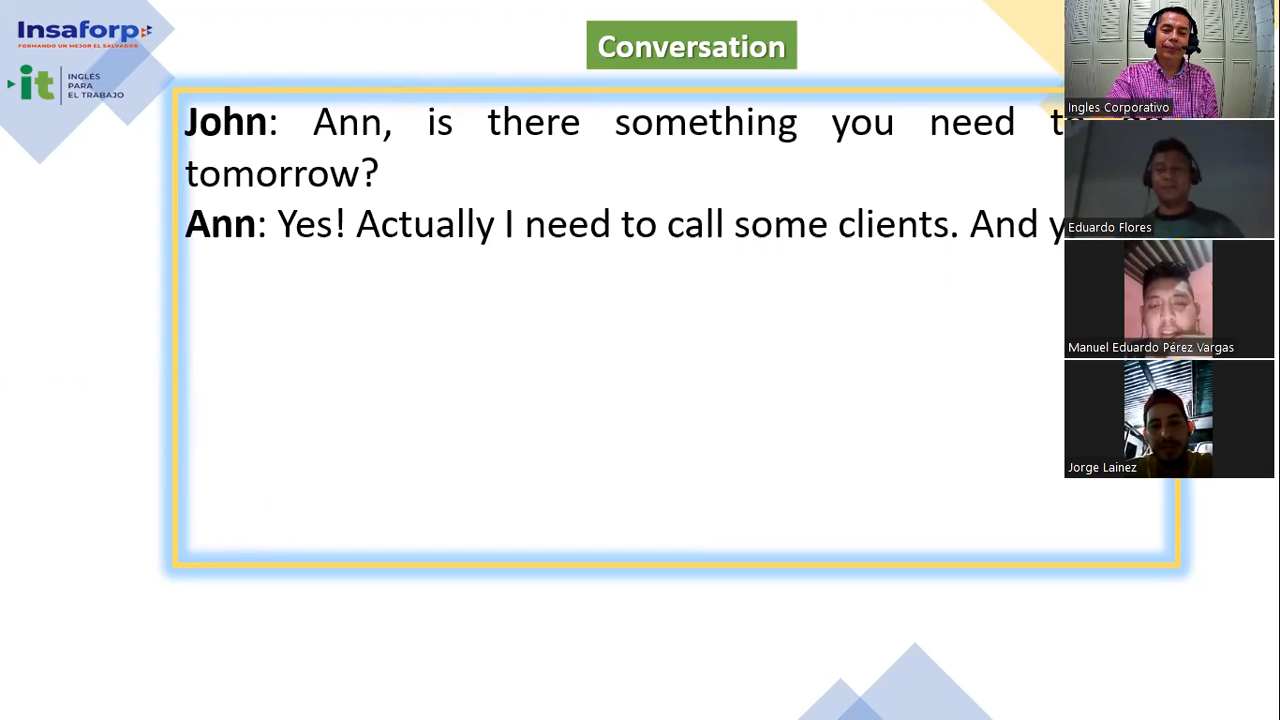 Insaforp
FORMANDO UN MEJOR EL SALVADOR
it
INGLÉS
PARA
EL TRABAJO
Conversation
John: Ann, is there something you need
tomorrow?
Ann: Yes! Actually I need to call some clients. And
Ingles Corporativo
Eduardo Flores
Manuel Eduardo Pérez Vargas
Jorge Lainez